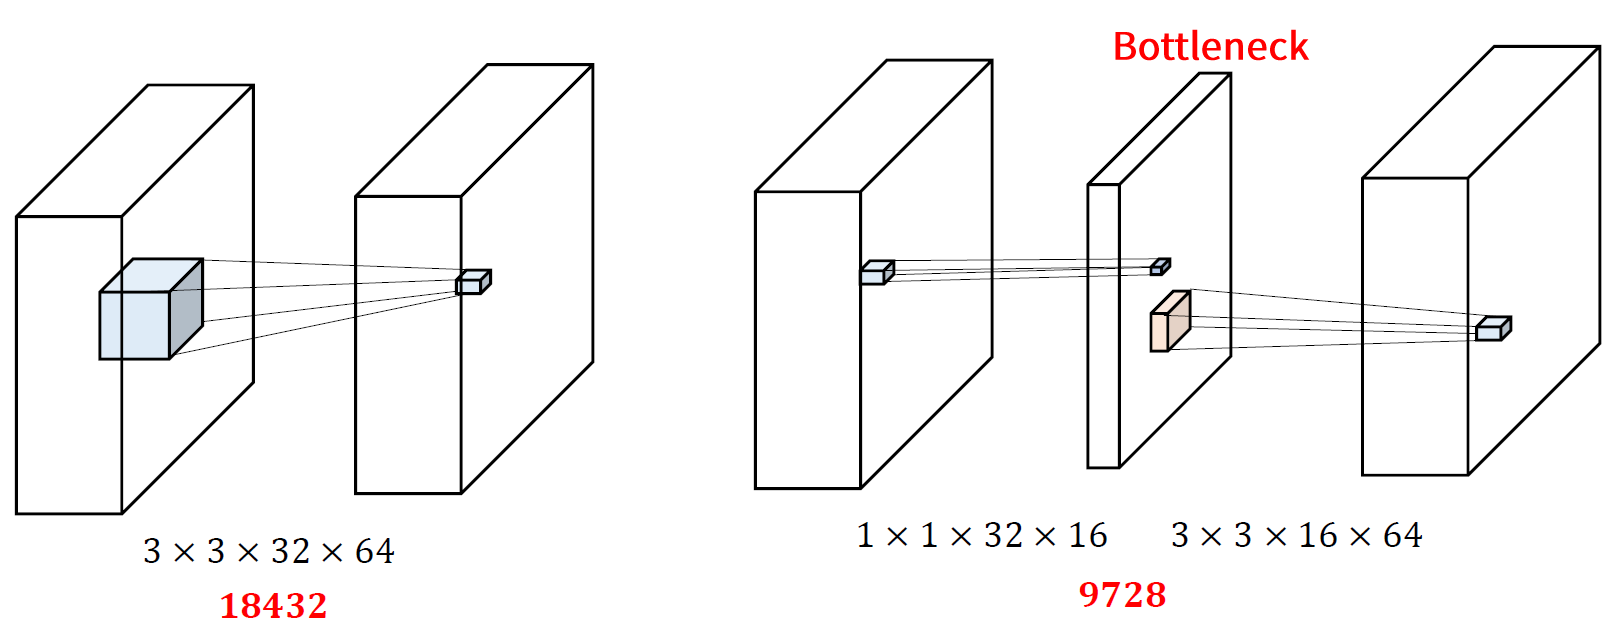 Bottleneck
3 × 3 × 32 × 64
18432
1 × 1 × 32 × 16
3 × 3 × 16 × 64
9728